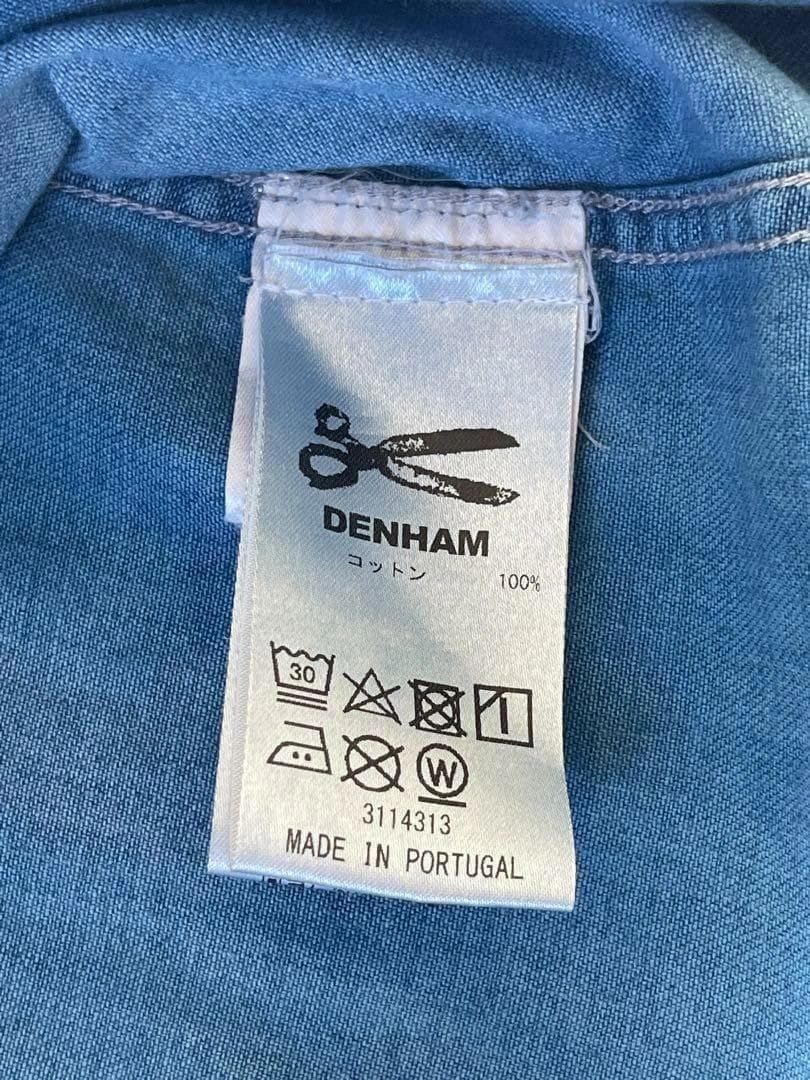 DENHAM
コットン 100%
30
W
3114313
MADE IN PORTUGAL